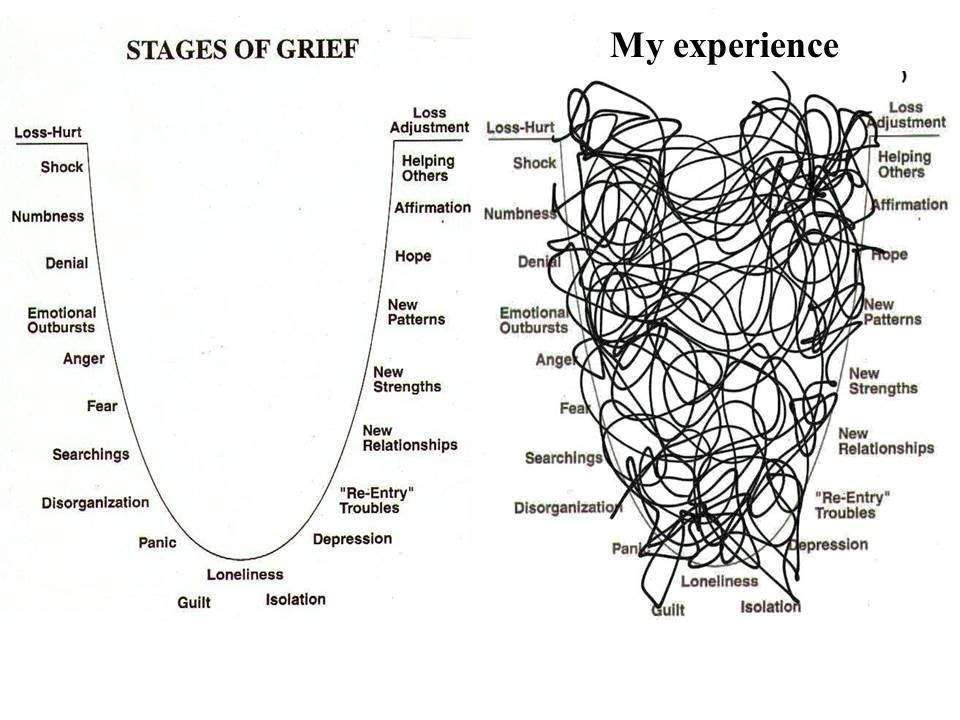 STAGES OF GRIEF
Loss-Hurt
Shock
Numbness
Denial
Emotional
Outbursts
Anger
Fear
Searchings
Disorganization
Panic
Loneliness
Guilt
Isolation
Depression
"Re-Entry"
Troubles
New
Relationships
New
Strengths
New
Patterns
Hope
Affirmation
Helping
Others
Loss
Adjustment
My experience
Loss-Hurt
Shock
Numbness
Denial
Emotional
Outbursts
Anger
Fear
Searchings
Disorganization
Panic
Loneliness
Guilt
Isolation
Depression
"Re-Entry"
Troubles
New
Relationships
New
Strengths
New
Patterns
Hope
Affirmation
Helping
Others
Loss
Adjustment